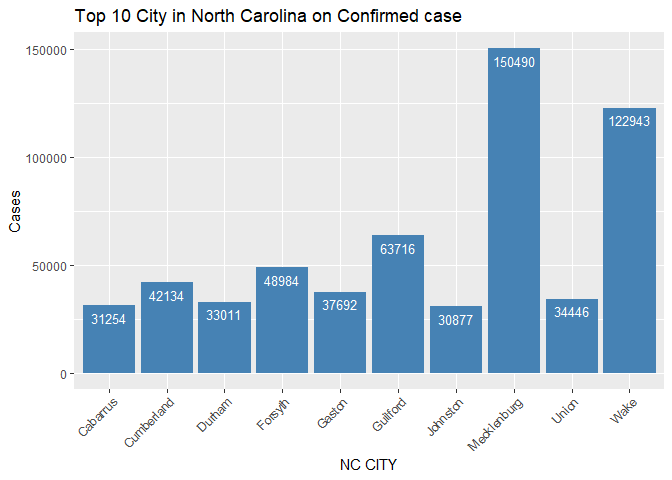 Top 10 City in North Carolina on Confirmed case
150000
100000
50000
0
Cases
31254
42134
33011
48984
37692
63716
30877
150490
34446
122943
Cabarrus
Cumberland
Durham
Forsyth
Gaston
Guilford
Johnston
Mecklenburg
Union
Wake
NC CITY